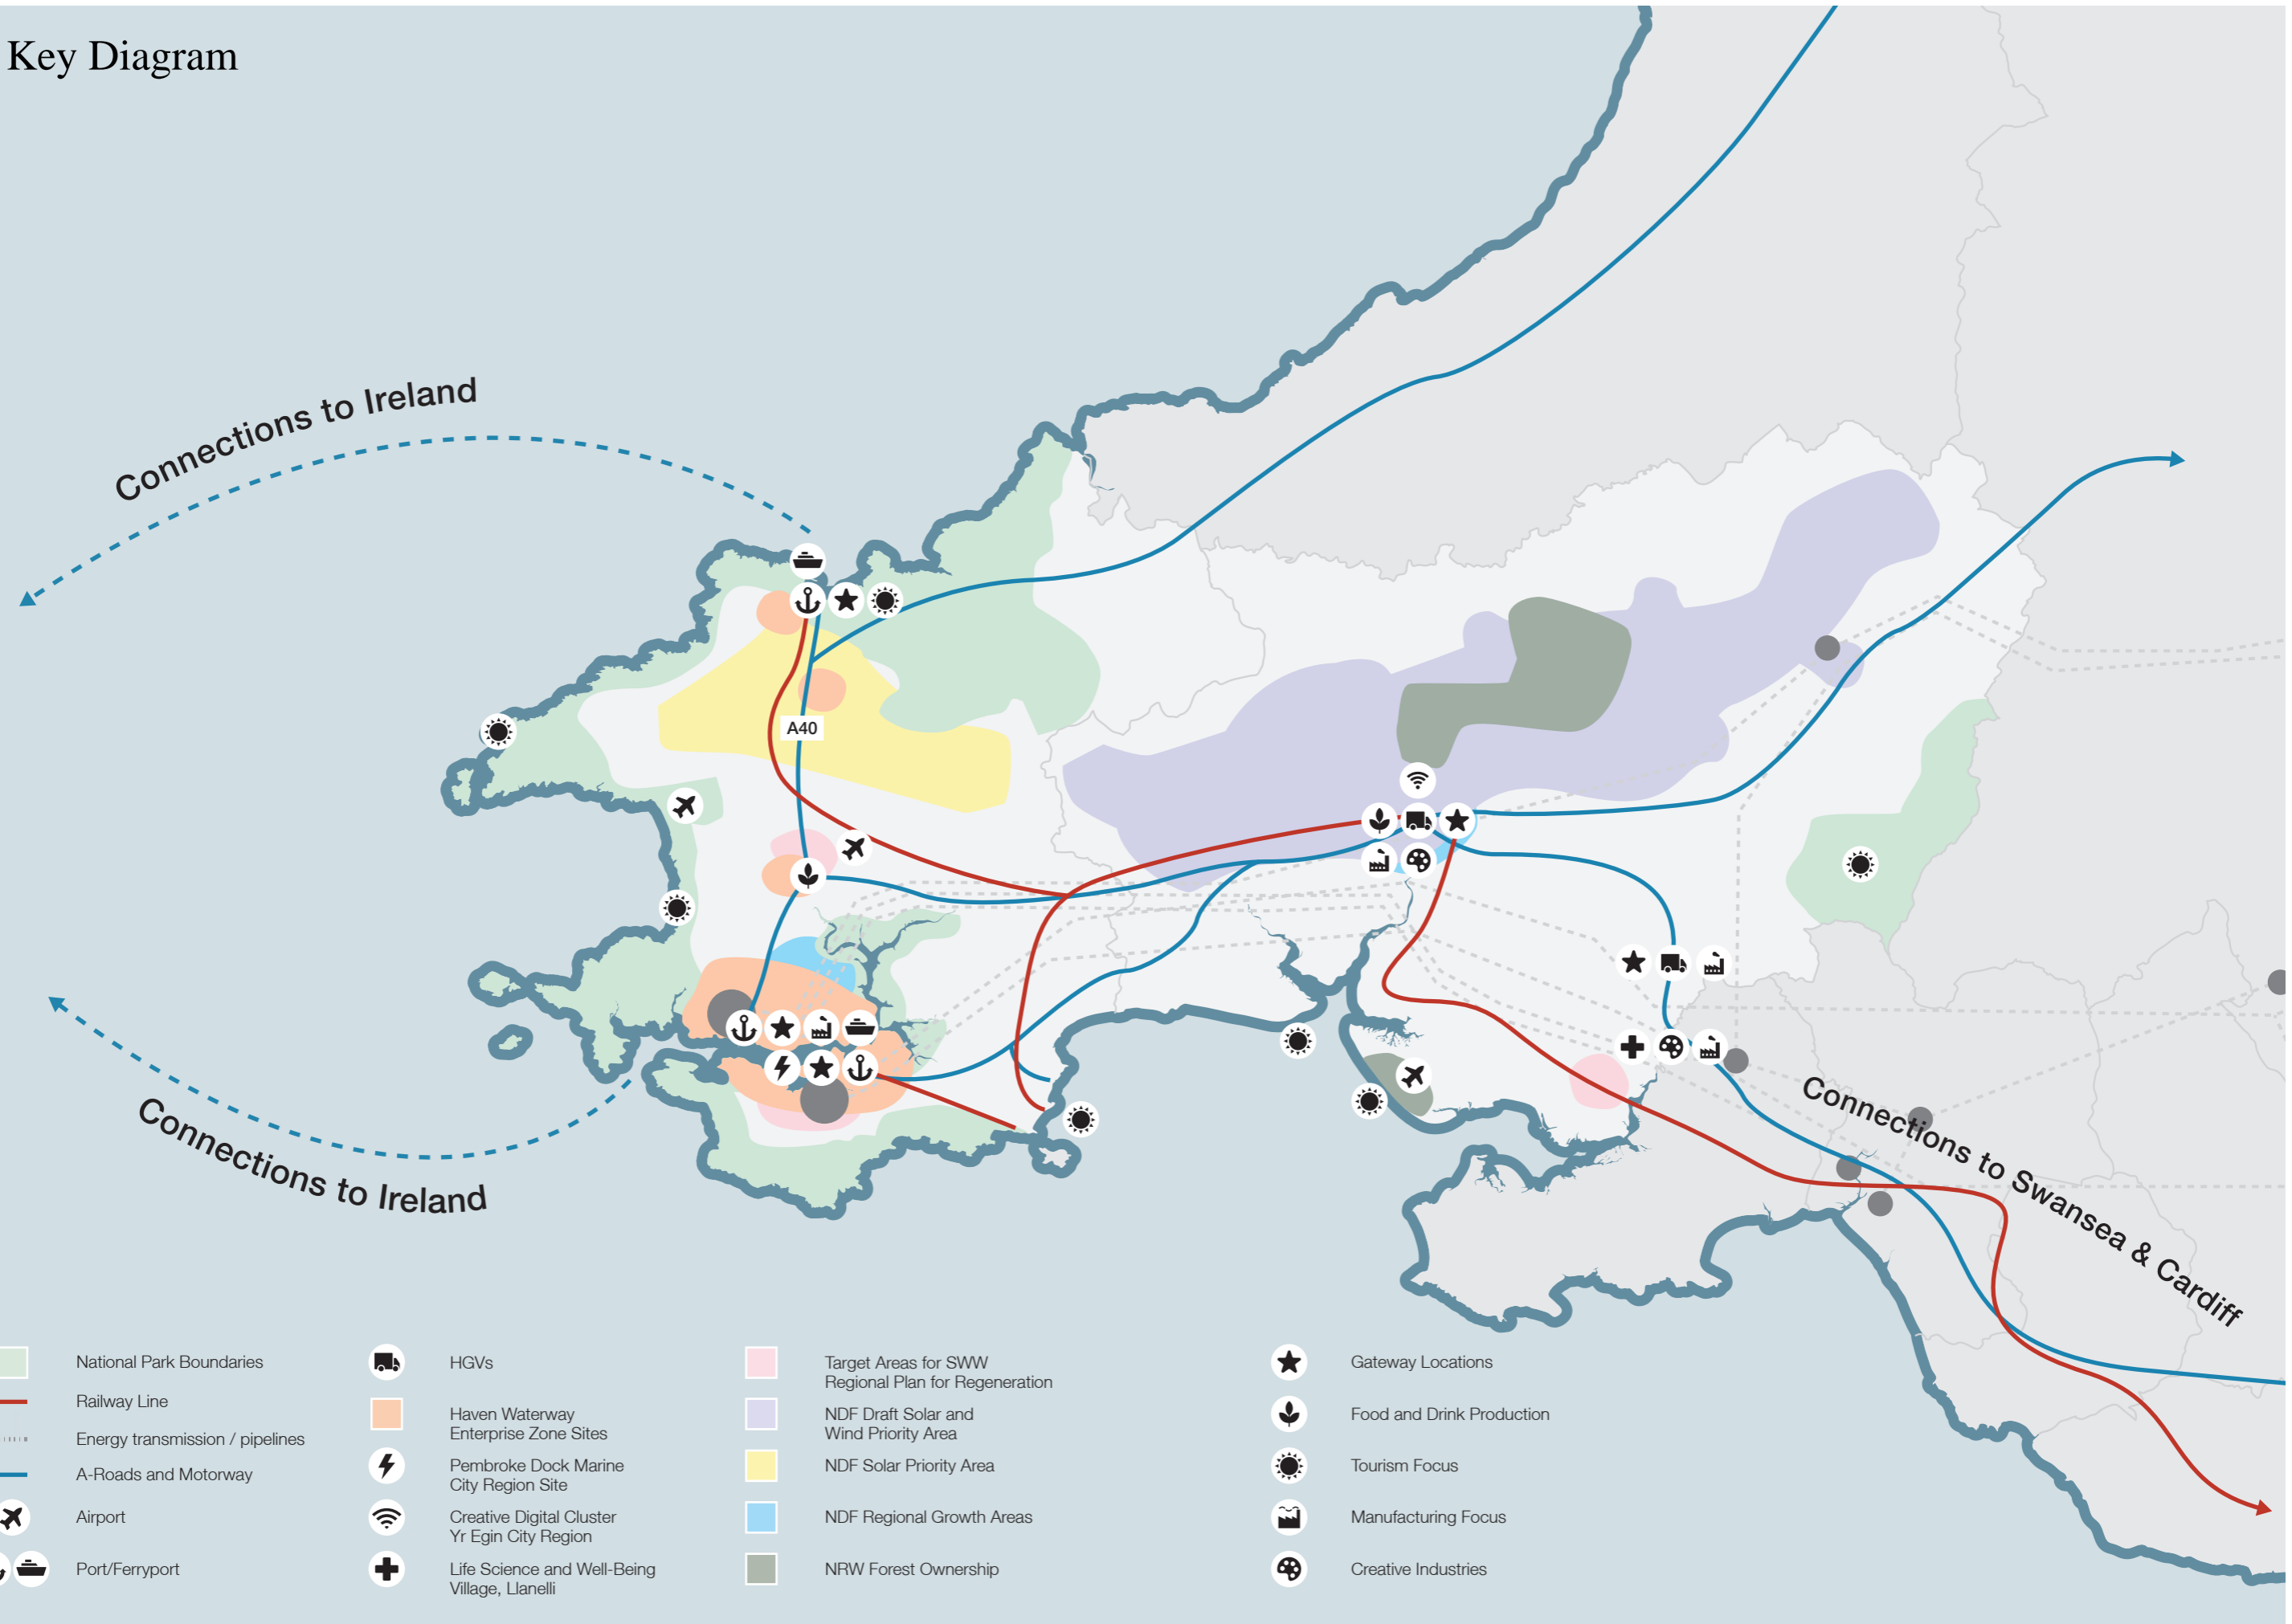 Key Diagram
Connections to Ireland
A40
Connections to Ireland
Connections to Swansea & Cardiff
National Park Boundaries
Railway Line
Energy transmission / pipelines
A-Roads and Motorway
Airport
Port/Ferryport
HGVs
Haven Waterway
Enterprise Zone Sites
Pembroke Dock Marine
City Region Site
Creative Digital Cluster
Yr Egin City Region
Life Science and Well-Being
Village, Llanelli
Target Areas for SWW
Regional Plan for Regeneration
NDF Draft Solar and
Wind Priority Area
NDF Solar Priority Area
NDF Regional Growth Areas
NRW Forest Ownership
Gateway Locations
Food and Drink Production
Tourism Focus
Manufacturing Focus
Creative Industries